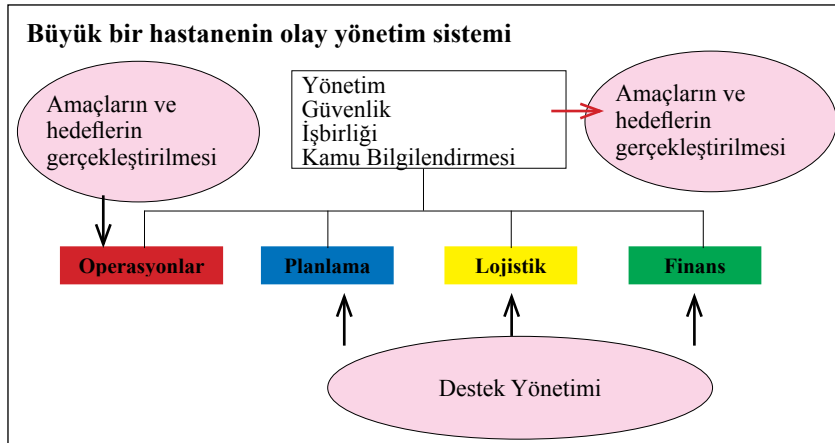 Büyük bir hastanenin olay yönetim sistemi
Amaçların ve
hedeflerin
gerçekleştirilmesi
Yönetim
Güvenlik
İşbirliği
Kamu Bilgilendirmesi
Amaçların ve
hedeflerin
gerçekleştirilmesi
Operasyonlar
Planlama
Lojistik
Finans
Destek Yönetimi